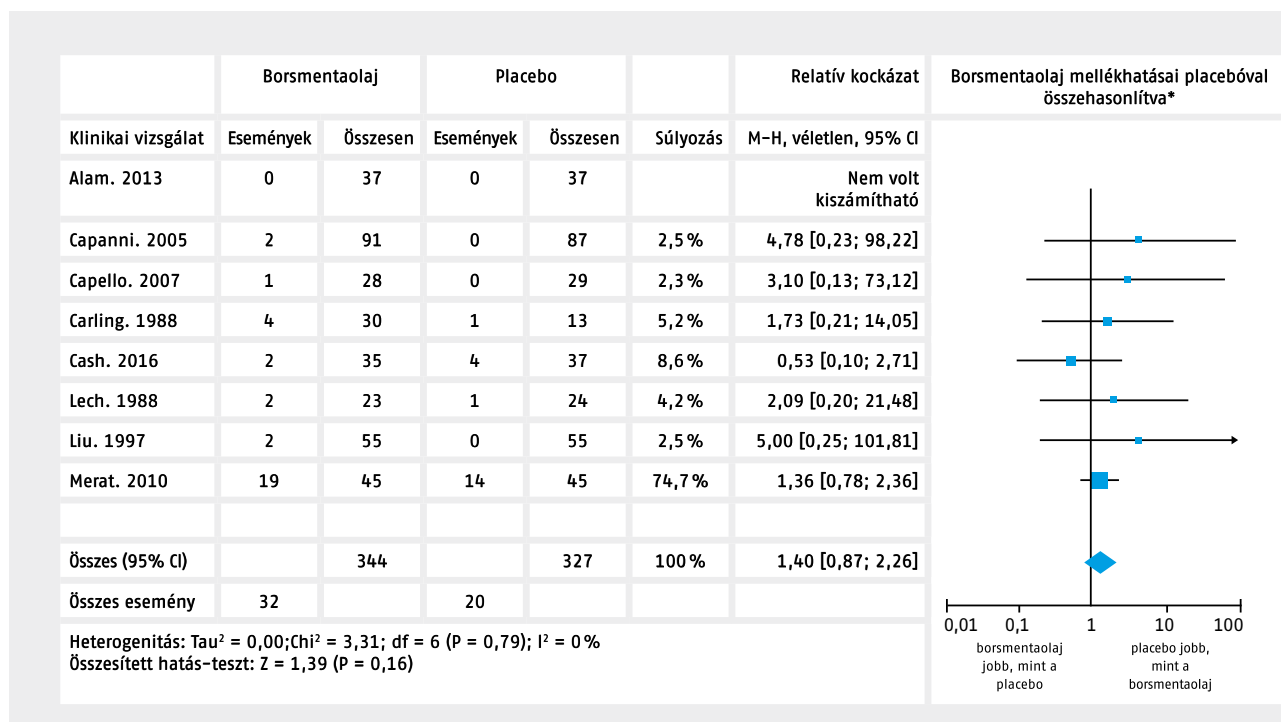 Borsmentaolaj Placebo Relatív kockázat Borsmentaolaj mellékhatásai placebóval
összehasonlítva*
Klinikai vizsgálat Események Összesen Események Összesen Súlyozás M–H, véletlen, 95% CI
Alam. 2013 0 37 0 37 Nem volt
kiszámítható
Capanni. 2005 2 91 0 87 2,5 % 4,78 [0,23; 98,22]
Capello. 2007 1 28 0 29 2,3 % 3,10 [0,13; 73,12]
Carling. 1988 4 30 1 13 5,2 % 1,73 [0,21; 14,05]
Cash. 2016 2 35 4 37 8,6 % 0,53 [0,10; 2,71]
Lech. 1988 2 23 1 24 4,2 % 2,09 [0,20; 21,48]
Liu. 1997 2 55 0 55 2,5 % 5,00 [0,25; 101,81]
Merat. 2010 19 45 14 45 74,7 % 1,36 [0,78; 2,36]
Összes (95% CI) 344 327 100 % 1,40 [0,87; 2,26]
Összes esemény 32 20
Heterogenitás: Tau² = 0,00;Chi² = 3,31; df = 6 (P = 0,79); I² = 0 %
Összesített hatás-teszt: Z = 1,39 (P = 0,16)
0,01 0,1 1 10 100
borsmentaolaj
jobb, mint a
placebo
placebo jobb,
mint a
borsmentaolaj